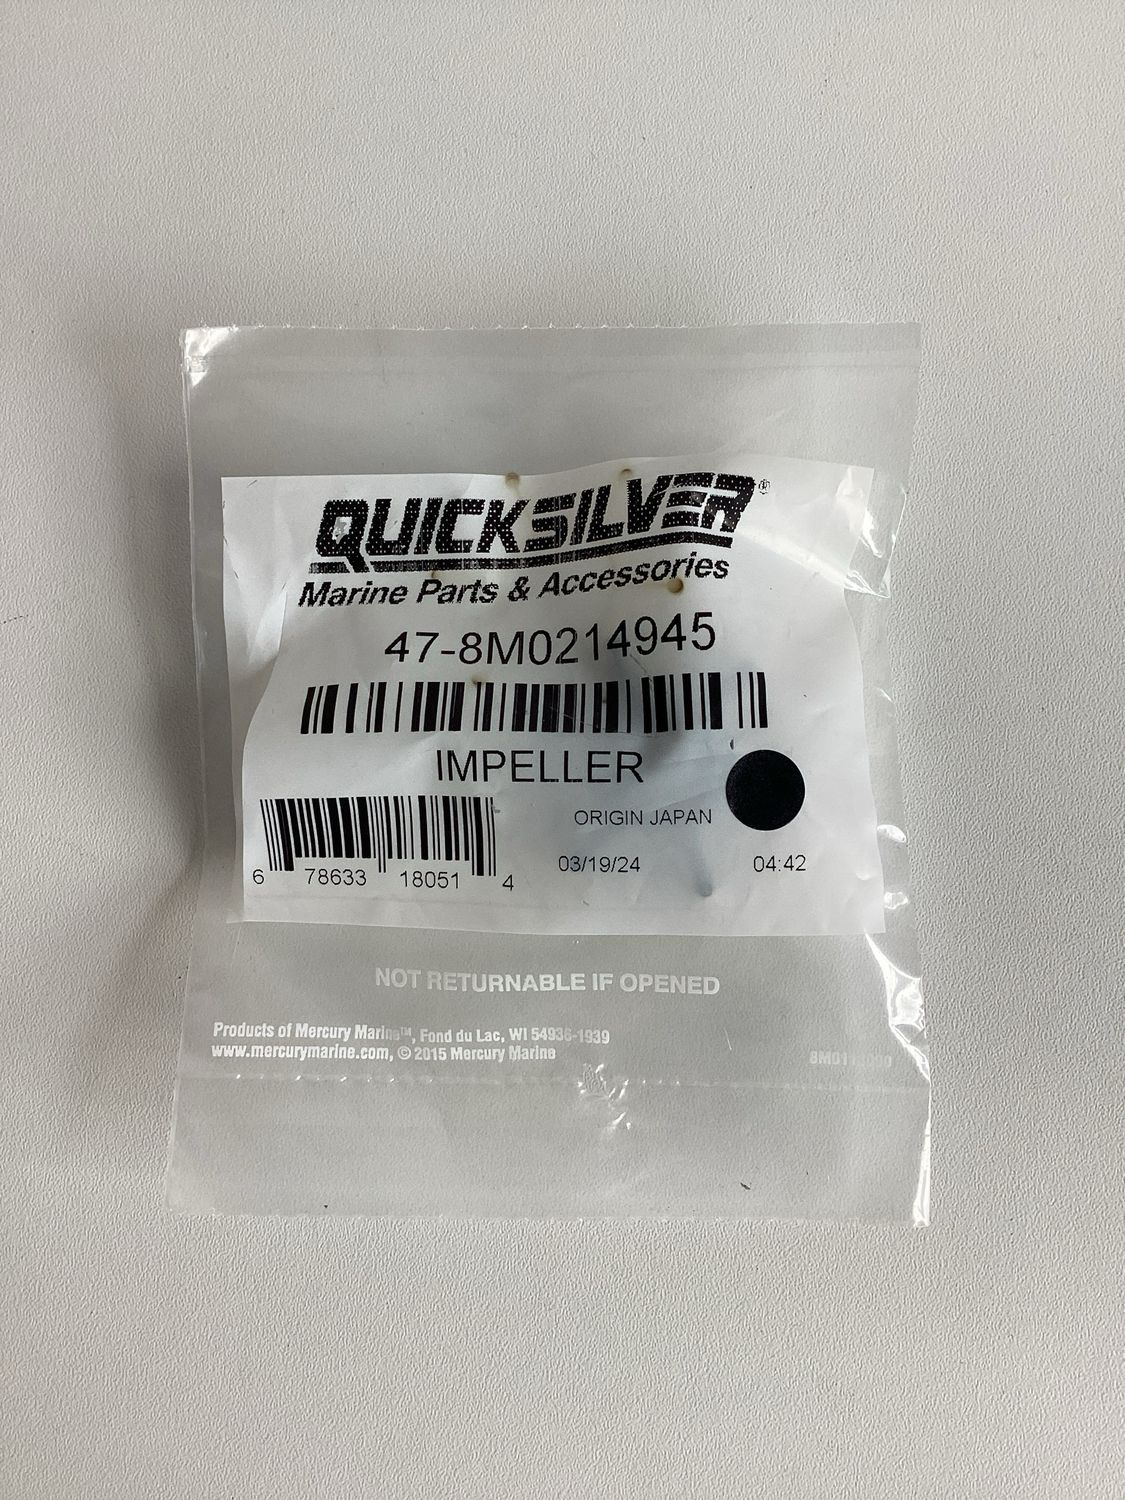 QUICKSILVER®
Marine Parts & Accessories
47-8M0214945
IMPELLER
ORIGIN JAPAN
03/19/24 04:42
6 78633 18051 4
NOT RETURNABLE IF OPENED
Products of Mercury Marine™, Fond du Lac, WI 54936-1939
www.mercurymarine.com, © 2015 Mercury Marine